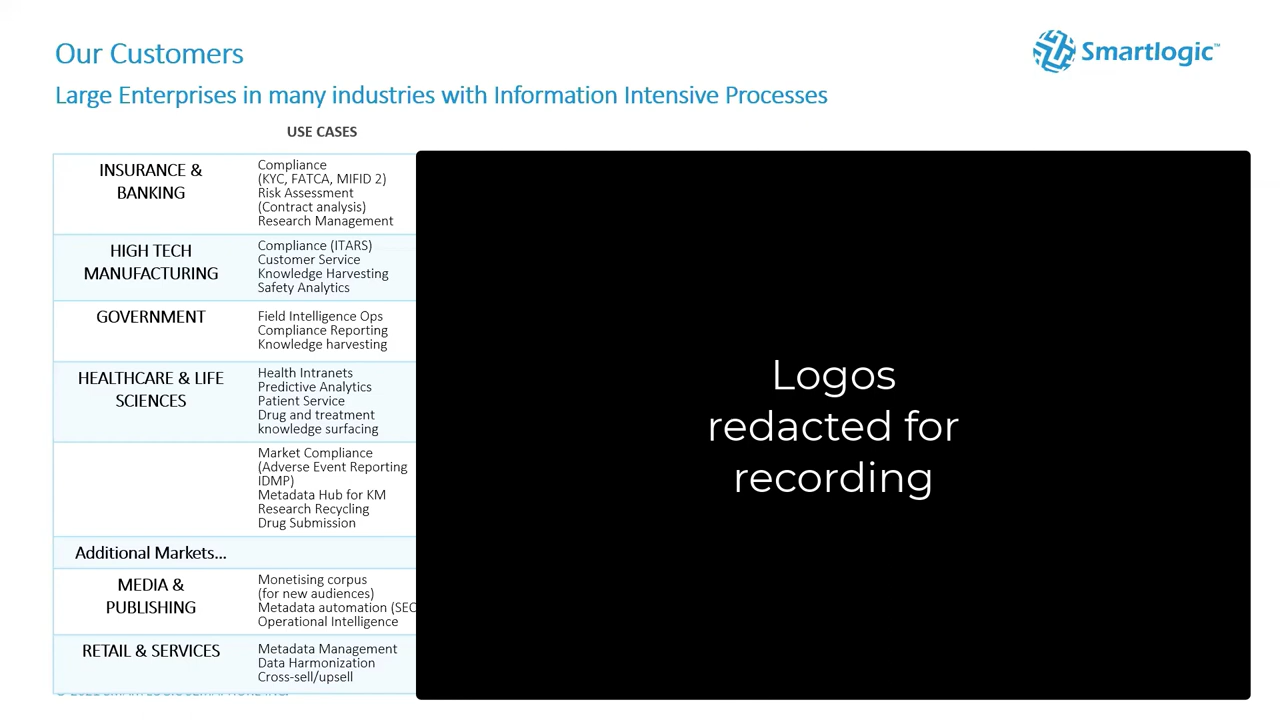 Our Customers
Smartlogic™
Large Enterprises in many industries with Information Intensive Processes
USE CASES
INSURANCE &
BANKING
Compliance
(KYC, FATCA, MIFID 2)
Risk Assessment
(Contract analysis)
Research Management
HIGH TECH
MANUFACTURING
Compliance (ITARS)
Customer Service
Knowledge Harvesting
Safety Analytics
GOVERNMENT
Field Intelligence Ops
Compliance Reporting
Knowledge harvesting
HEALTHCARE & LIFE
SCIENCES
Health Intranets
Predictive Analytics
Patient Service
Drug and treatment
knowledge surfacing
Market Compliance
(Adverse Event Reporting
IDMP)
Metadata Hub for KM
Research Recycling
Drug Submission
Additional Markets...
MEDIA &
PUBLISHING
Monetising corpus
(for new audiences)
Metadata automation (SEO
Operational Intelligence
RETAIL & SERVICES
Metadata Management
Data Harmonization
Cross-sell/upsell
Logos
redacted for
recording